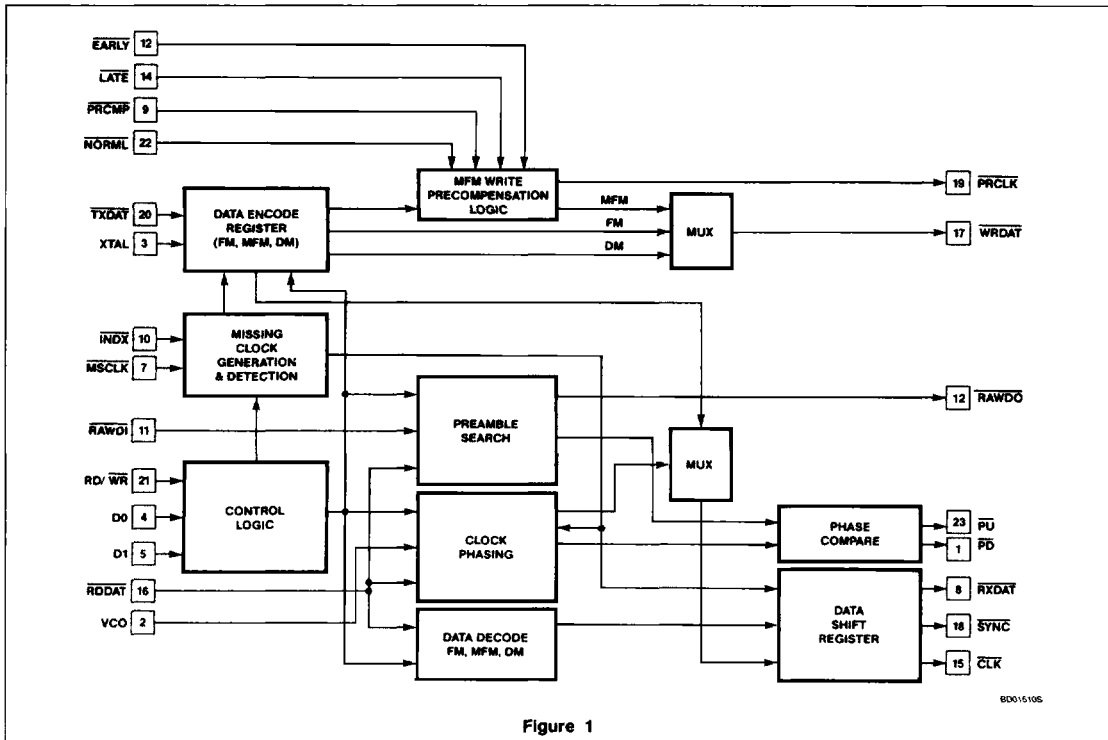 EARLY 12
LATE 14
PRCMP 9
NORML 22
MFM WRITE
PRECOMPENSATION
LOGIC
19 PRCLK
TXDAT 20
XTAL 3
DATA ENCODE
REGISTER
(FM, MFM, DM)
MFM
FM
DM
MUX
17 WRDAT
INDX 10
MSCLK 7
MISSING
CLOCK
GENERATION
& DETECTION
RAWDI 11
PREAMBLE
SEARCH
12 RAWDO
MUX
RD/ WR 21
D0 4
D1 5
CONTROL
LOGIC
CLOCK
PHASING
PHASE
COMPARE
23 PU
1 PD
RDDAT 16
VCO 2
DATA DECODE
FM, MFM, DM
DATA
SHIFT
REGISTER
8 RXDAT
18 SYNC
15 CLK
BD01510S
Figure 1